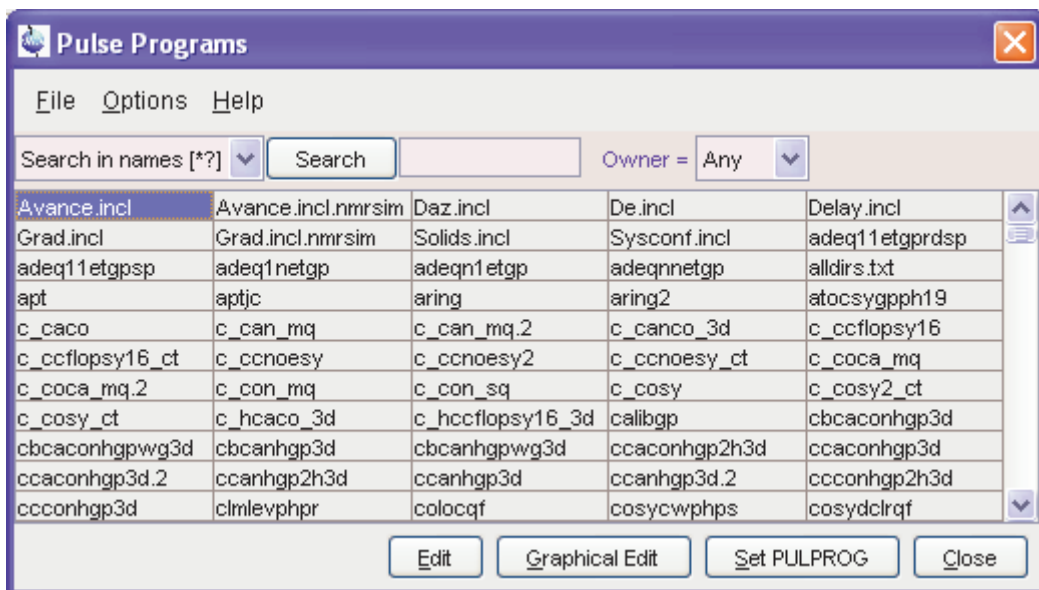 Pulse Programs
File Options Help
Search in names [*?] Search Owner = Any
Avance.incl Avance.incl.nmrsim Daz.incl De.incl Delay.incl
Grad.incl Grad.incl.nmrsim Solids.incl Sysconf.incl adeq11etgprdsp
adeq11etgpsp adeq1netgp adeqn1etgp adeqnnetgp alldirs.txt
apt aptjc aring aring2 atocsygpph19
c_caco c_can_mq c_can_mq.2 c_canco_3d c_ccflopsy16
c_ccflopsy16_ct c_ccnoesy c_ccnoesy2 c_ccnoesy_ct c_coca_mq
c_coca_mq.2 c_con_mq c_con_sq c_cosy c_cosy2_ct
c_cosy_ct c_hcaco_3d c_hccflopsy16_3d calibgp cbcaconhgp3d
cbcaconhgpwg3d cbcanhgp3d cbcanhgpwg3d ccaconhgp2h3d ccaconhgp3d
ccaconhgp3d.2 ccanhgp2h3d ccanhgp3d ccanhgp3d.2 ccconhgp2h3d
ccconhgp3d clmlevphpr colocqf cosycwphps cosydclrqf
Edit Graphical Edit Set PULPROG Close